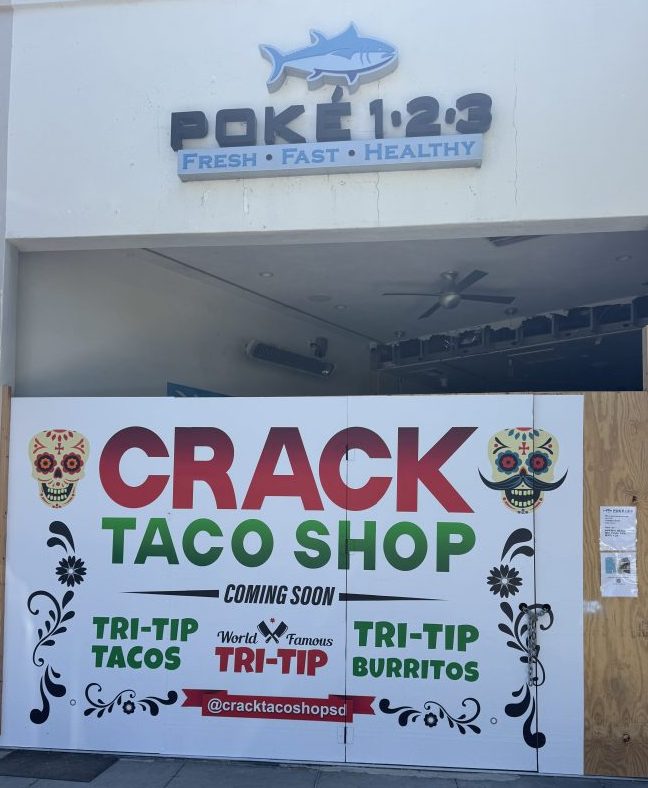 POKÉ 1·2·3
FRESH · FAST · HEALTHY
CRACK
TACO SHOP
COMING SOON
TRI-TIP
TACOS
World Famous
TRI-TIP
TRI-TIP
BURRITOS
@cracktacoshopsd